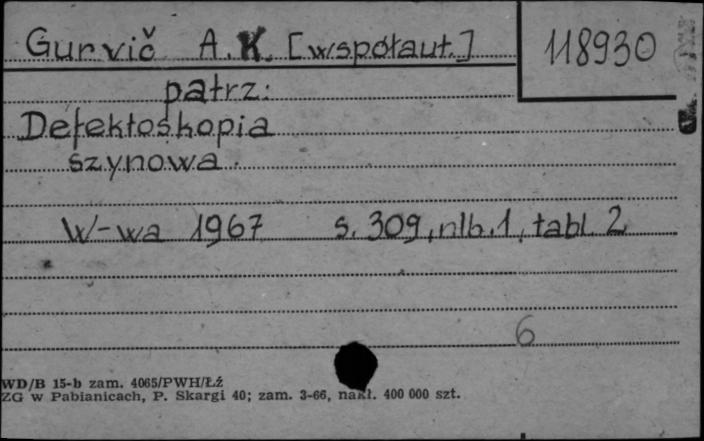 Gurvič A.K. [współaut.]
118930
patrz:
Defektoskopia
szynowa.
W-wa 1967 s. 309, nlb. 1, tabl. 2
6
WD/B 15-b zam. 4065/PWH/Łź
ZG w Pabianicach, P. Skargi 40; zam. 3-66, nakł. 400 000 szt.